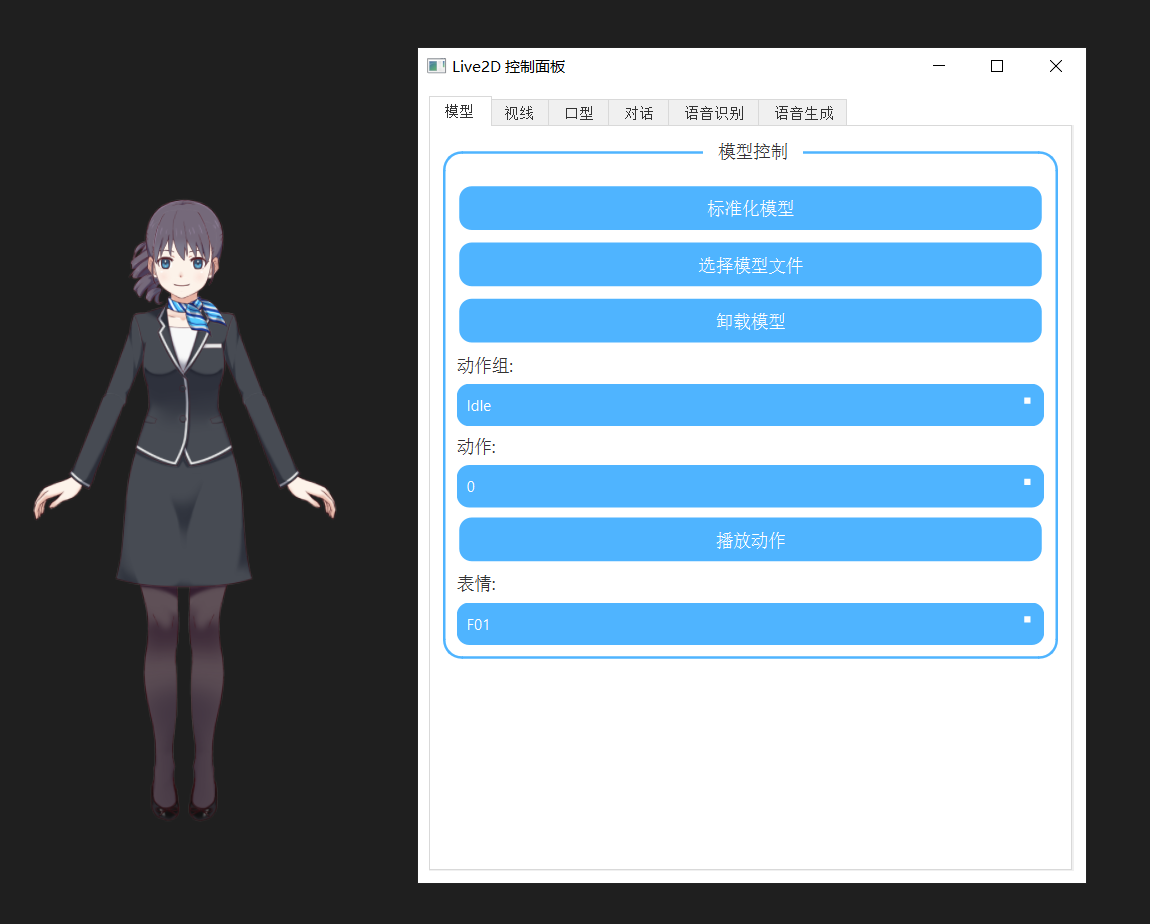 Live2D 控制面板
模型 视线 口型 对话 语音识别 语音生成
模型控制
标准化模型
选择模型文件
卸载模型
动作组:
Idle
动作:
0
播放动作
表情:
F01